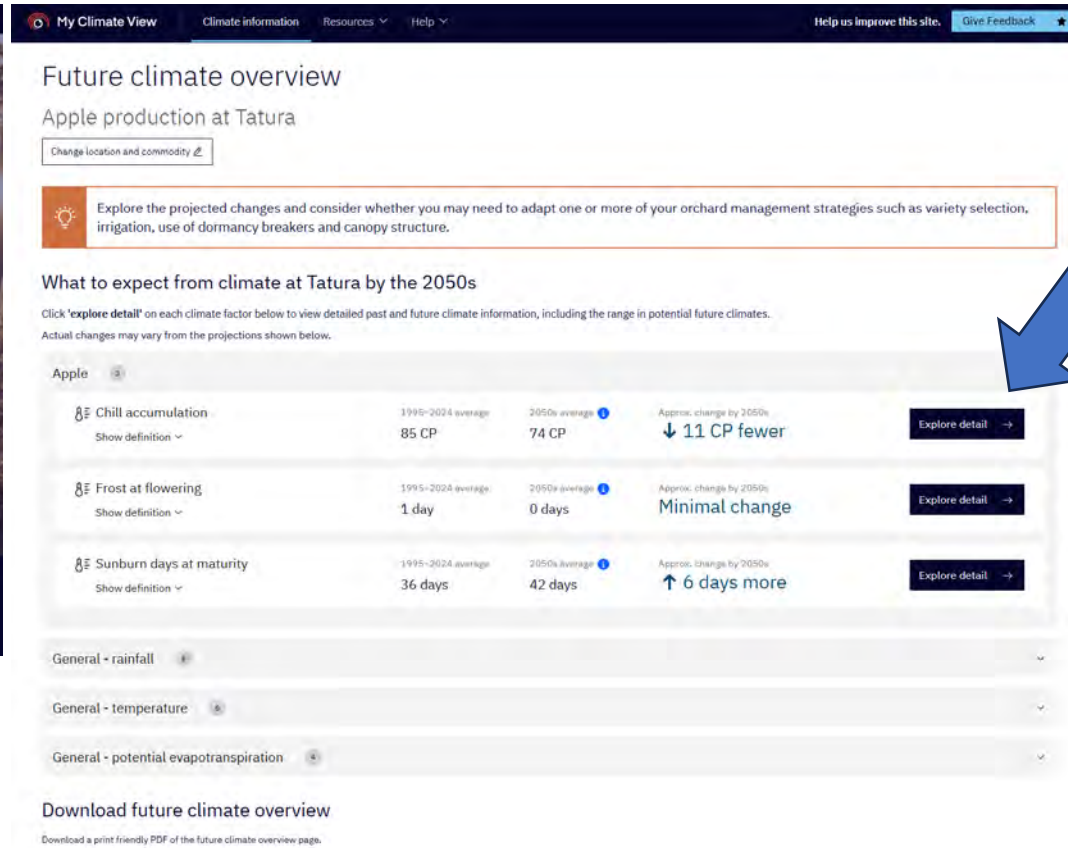 My Climate View
Climate information
Resources
Help
Help us improve this site.
Give Feedback
Future climate overview
Apple production at Tatura
Change location and commodity
Explore the projected changes and consider whether you may need to adapt one or more of your orchard management strategies such as variety selection,
irrigation, use of dormancy breakers and canopy structure.
What to expect from climate at Tatura by the 2050s
Click 'explore detail' on each climate factor below to view detailed past and future climate information, including the range in potential future climates.
Actual changes may vary from the projections shown below.
Apple 3
Chill accumulation
Show definition
1995-2024 average
85 CP
2050s average
74 CP
Approx. change by 2050s
↓ 11 CP fewer
Explore detail →
Frost at flowering
Show definition
1995-2024 average
1 day
2050s average
0 days
Approx. change by 2050s
Minimal change
Explore detail →
Sunburn days at maturity
Show definition
1995-2024 average
36 days
2050s average
42 days
Approx. change by 2050s
↑ 6 days more
Explore detail →
General - rainfall
General - temperature
General - potential evapotranspiration 4
Download future climate overview
Download a print friendly PDF of the future climate overview page.